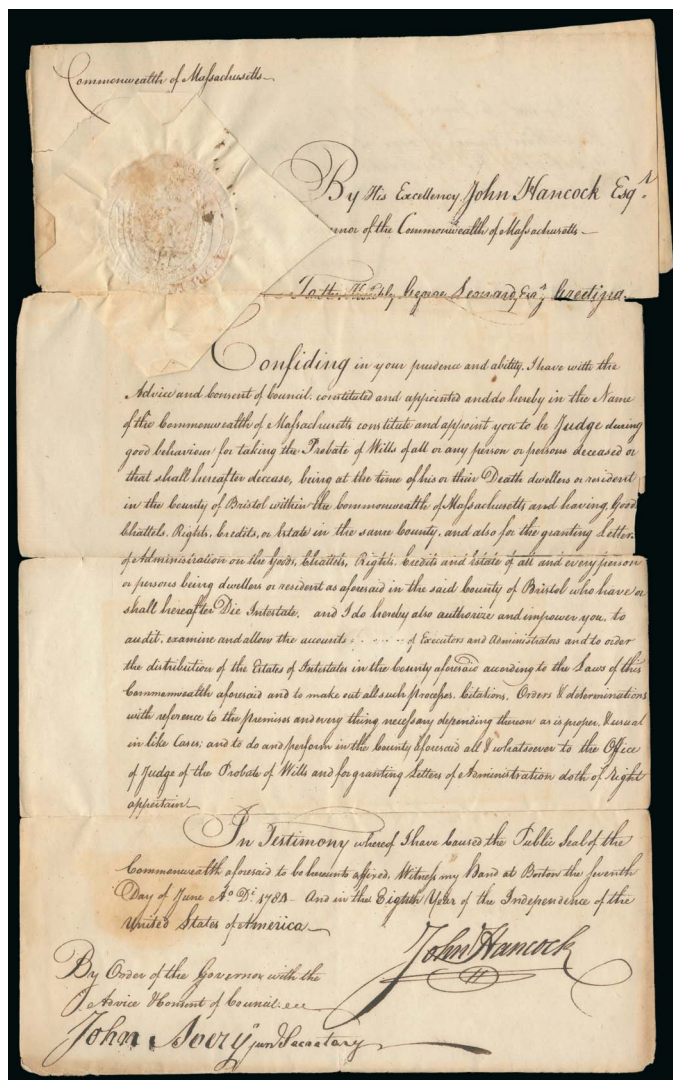 Commonwealth of Massachusetts
By His Excellency John Hancock Esqr.
rnor of the Commonwealth of Massachusetts
To the Honble George Leonard, Esqr. Greeting.
Confiding in your prudence and ability. I have with the
Advice and Consent of Council. constituted and appointed and do hereby in the Name
of the Commonwealth of Massachusetts constitute and appoint you to be Judge during
good behaviour for taking the Probate of Wills of all or any person or persons deceased or
that shall hereafter decease, being at the time of his or their Death dwellers or resident
in the County of Bristol within the Commonwealth of Massachusetts and having, Good
Chattels. Rights, Credits, or Estate in the same County, and also for the granting Letter.
of Administration on the Goods, Chattels, Rights, Credits and Estate of all and every person
or persons being dwellers or resident as aforesaid in the said County of Bristol who have or
shall hereafter Die Intestate. and I do hereby also authorize and impower you, to
audit, examine and allow the accounts of Executors and Administrators and to order
the distribution of the Estates of Intestates in the County aforesaid according to the Laws of this
Commonwealth aforesaid and to make out all such Processes, Citations, Orders & determinations
with reference to the premises and every thing necessary depending thereon as is proper, & usual
in like Cases; and to do and perform in the County aforesaid all & whatsoever to the Office
of Judge of the Probate of Wills and for granting Letters of Administration doth of right
appertain
In Testimony whereof I have caused the Public Seal of the
Commonwealth aforesaid to be hereunto affixed. Witness my Hand at Boston the seventh
Day of June Ao. Di. 1784 And in the Eighth Year of the Independence of the
United States of America
John Hancock
By Order of the Governor with the
Advice & Consent of Council
John Avery junr Secretary